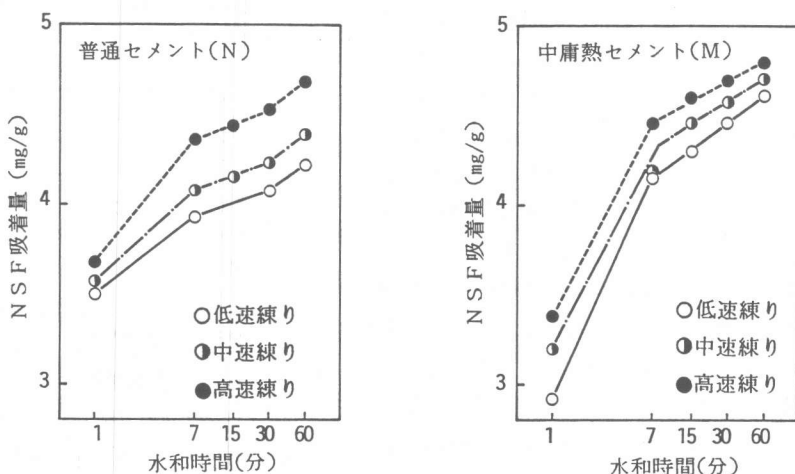 普通セメント(N)
5
4
3
NSF吸着量 (mg/g)
○低速練り
◑中速練り
●高速練り
1 7 15 30 60
水和時間(分)
中庸熱セメント(M)
5
4
3
NSF吸着量 (mg/g)
○低速練り
◑中速練り
●高速練り
1 7 15 30 60
水和時間(分)